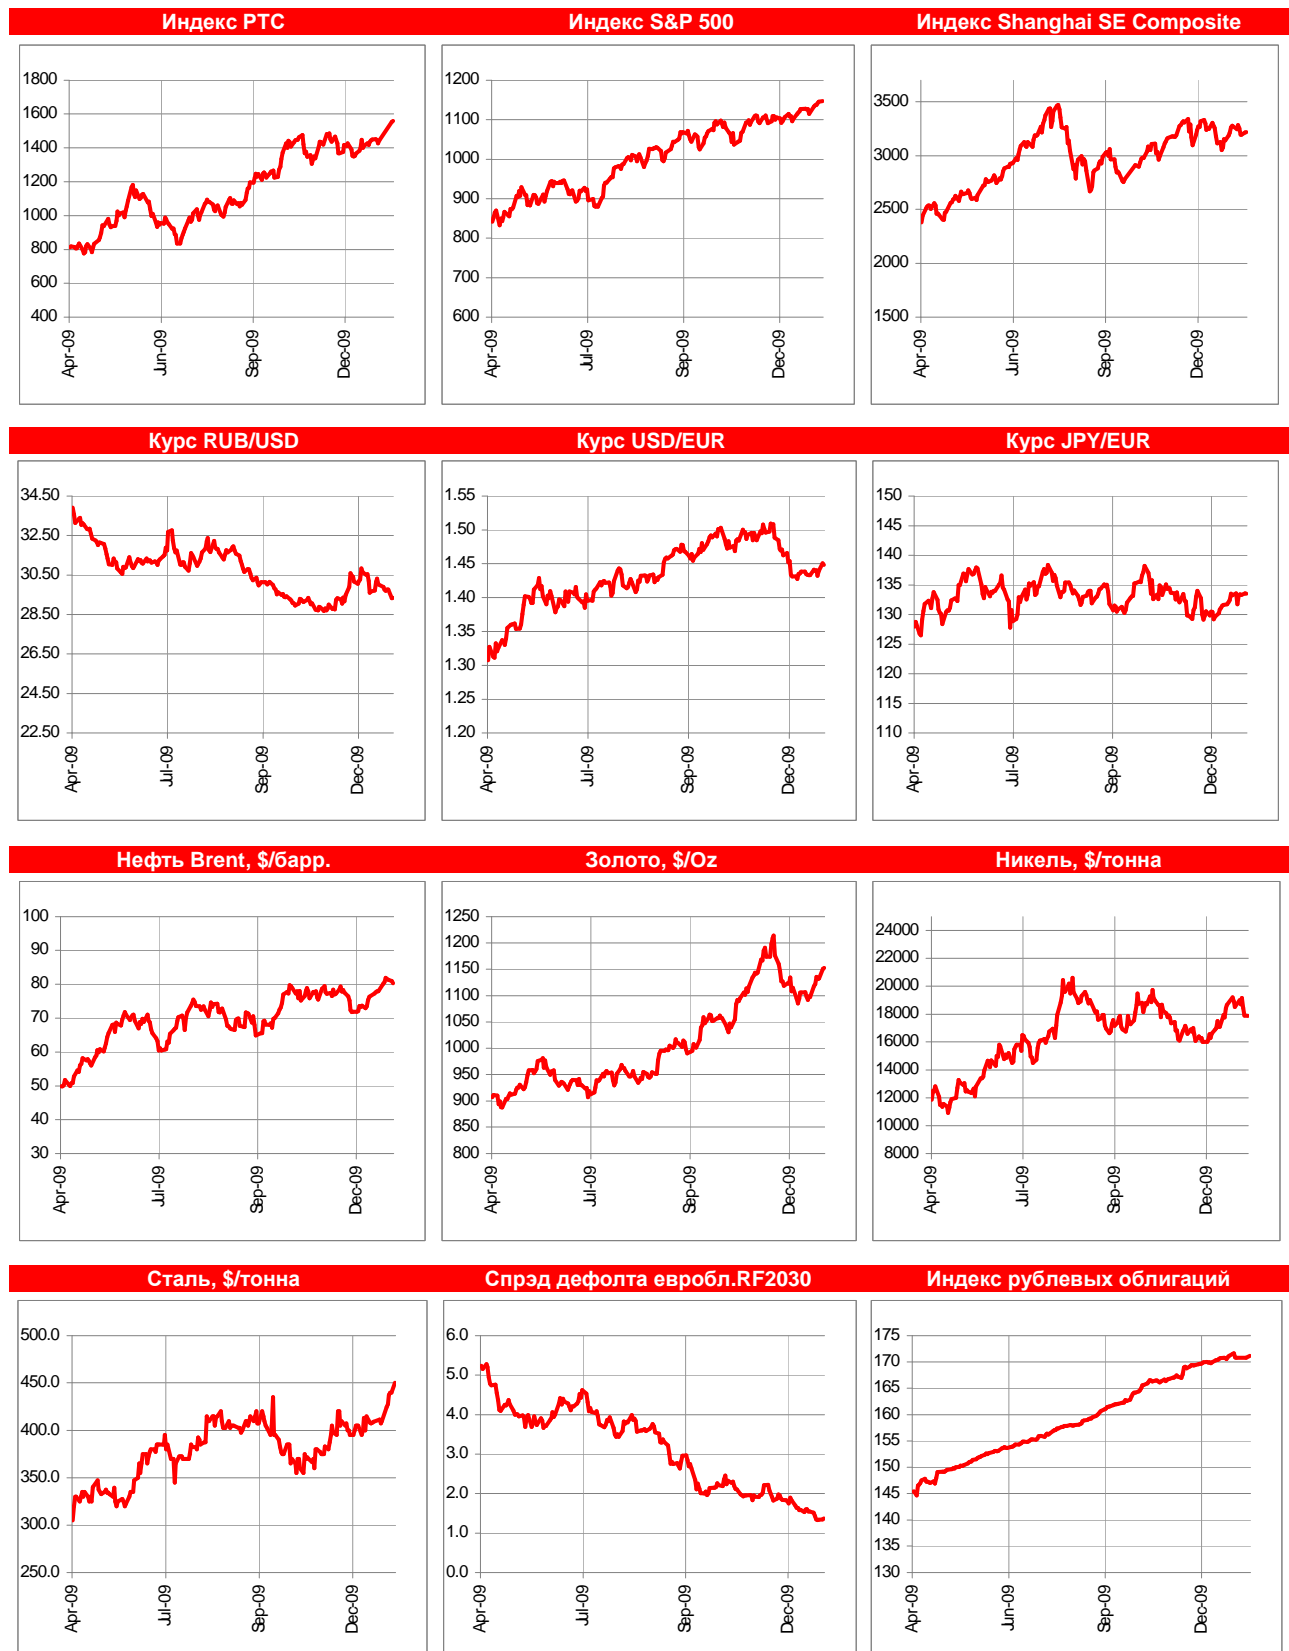 Индекс РТС
1800
1600
1400
1200
1000
800
600
400
Apr-09
Jun-09
Sep-09
Dec-09
Индекс S&P 500
1200
1100
1000
900
800
700
600
Apr-09
Jul-09
Sep-09
Dec-09
Индекс Shanghai SE Composite
3500
3000
2500
2000
1500
Apr-09
Jun-09
Sep-09
Dec-09
Курс RUB/USD
34.50
32.50
30.50
28.50
26.50
24.50
22.50
Apr-09
Jul-09
Sep-09
Dec-09
Курс USD/EUR
1.55
1.50
1.45
1.40
1.35
1.30
1.25
1.20
Apr-09
Jul-09
Sep-09
Dec-09
Курс JPY/EUR
150
145
140
135
130
125
120
115
110
Apr-09
Jul-09
Sep-09
Dec-09
Нефть Brent, $/барр.
100
90
80
70
60
50
40
30
Apr-09
Jul-09
Sep-09
Dec-09
Золото, $/Oz
1250
1200
1150
1100
1050
1000
950
900
850
800
Apr-09
Jul-09
Sep-09
Dec-09
Никель, $/тонна
24000
22000
20000
18000
16000
14000
12000
10000
8000
Apr-09
Jul-09
Sep-09
Dec-09
Сталь, $/тонна
500.0
450.0
400.0
350.0
300.0
250.0
Apr-09
Jul-09
Sep-09
Dec-09
Спрэд дефолта евробл.RF2030
6.0
5.0
4.0
3.0
2.0
1.0
0.0
Apr-09
Jul-09
Sep-09
Dec-09
Индекс рублевых облигаций
175
170
165
160
155
150
145
140
135
130
Apr-09
Jun-09
Sep-09
Dec-09